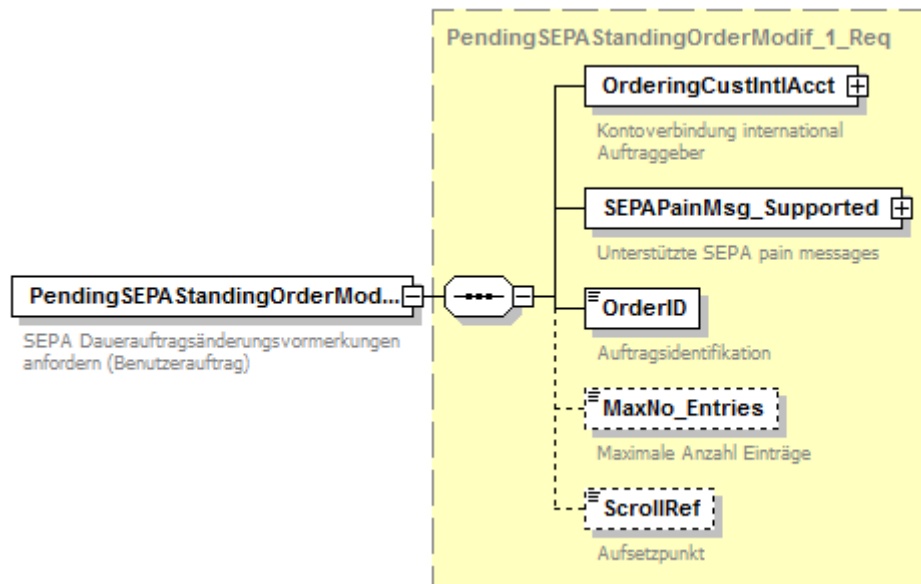 PendingSEPAStandingOrderModif_1_Req
OrderingCustIntlAcct
Kontoverbindung international
Auftraggeber
SEPAPainMsg_Supported
Unterstützte SEPA pain messages
PendingSEPAStandingOrderMod...
SEPA Dauerauftragsänderungsvormerkungen
anfordern (Benutzerauftrag)
OrderID
Auftragsidentifikation
MaxNo_Entries
Maximale Anzahl Einträge
ScrollRef
Aufsetzpunkt